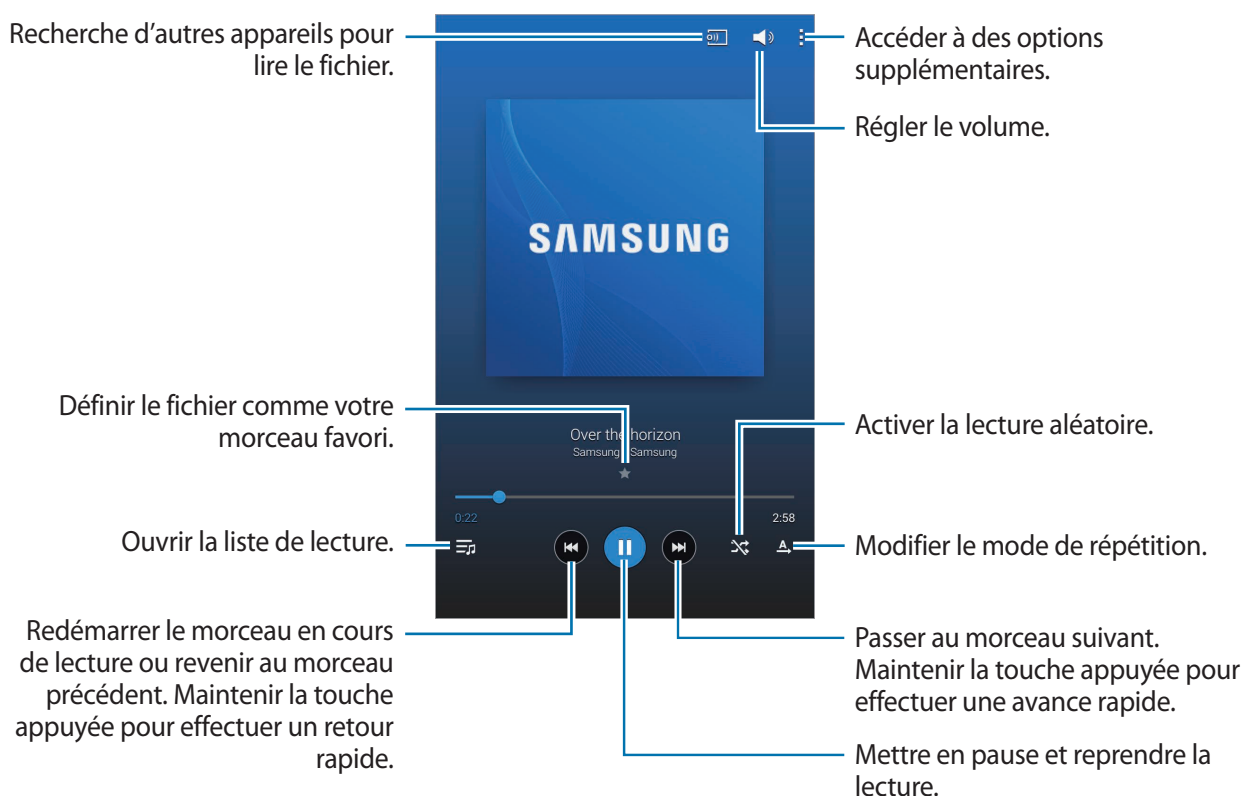 Recherche d’autres appareils pour
lire le fichier.
Accéder à des options
supplémentaires.
Régler le volume.
SAMSUNG
Définir le fichier comme votre
morceau favori.
Over the horizon
Samsung Samsung
Activer la lecture aléatoire.
0:22
2:58
Ouvrir la liste de lecture.
Modifier le mode de répétition.
Redémarrer le morceau en cours
de lecture ou revenir au morceau
précédent. Maintenir la touche
appuyée pour effectuer un retour
rapide.
Passer au morceau suivant.
Maintenir la touche appuyée pour
effectuer une avance rapide.
Mettre en pause et reprendre la
lecture.